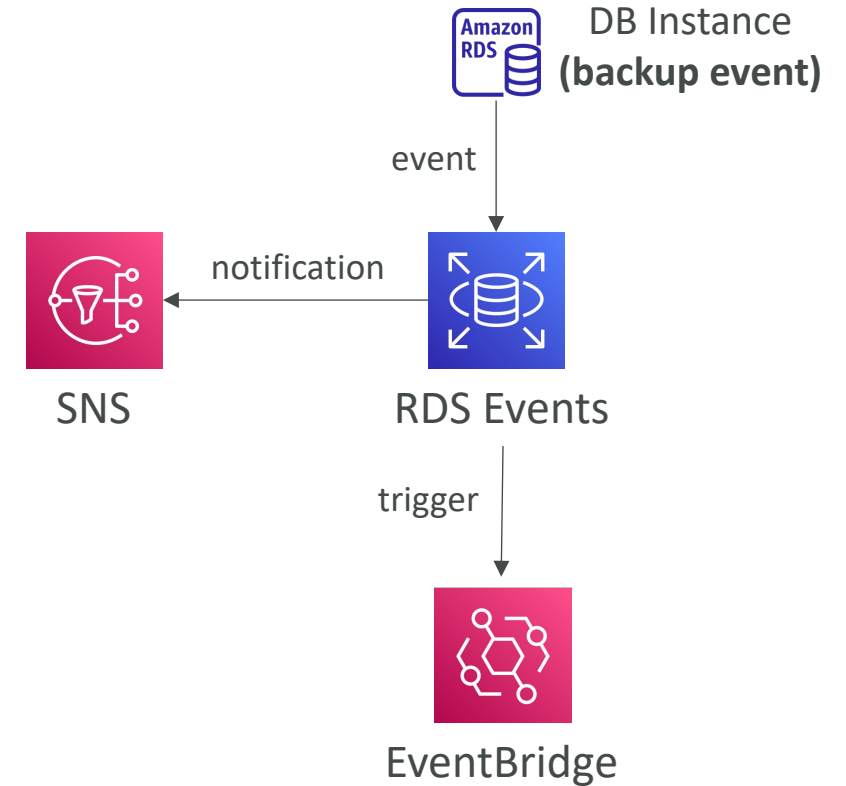 Amazon
RDS
DB Instance
(backup event)
event
notification
SNS
RDS Events
trigger
EventBridge